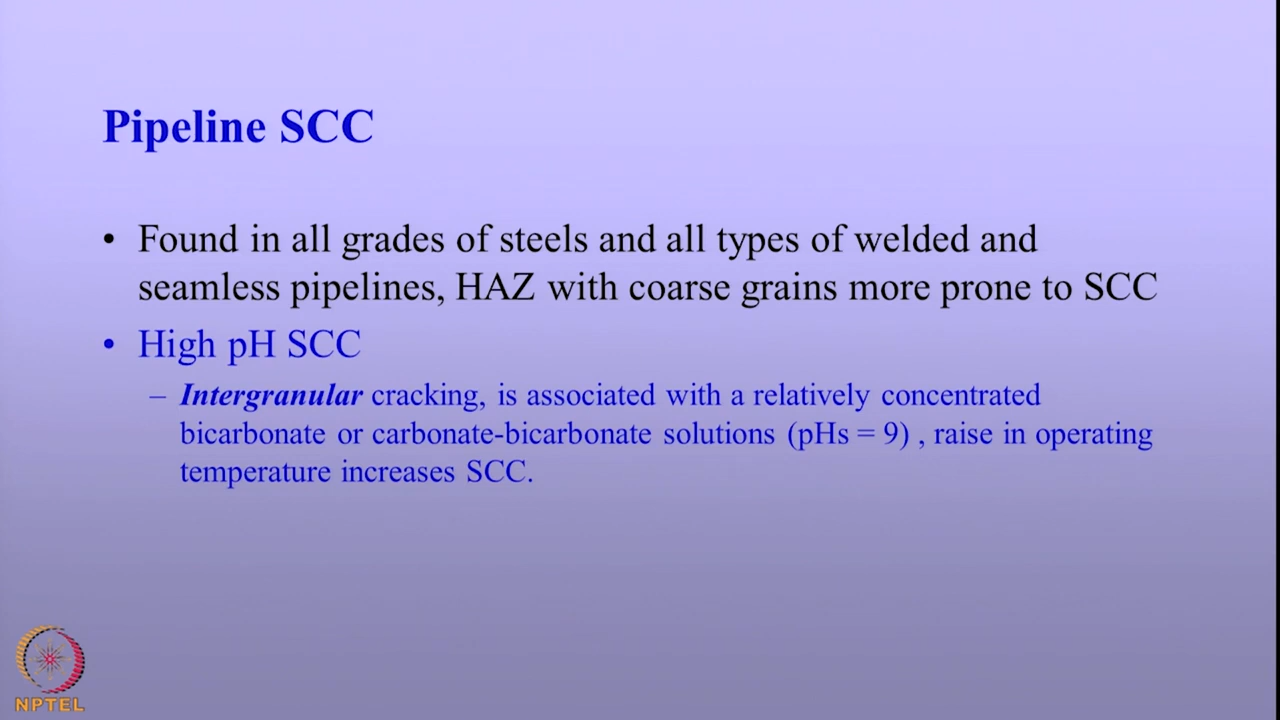 Pipeline SCC
• Found in all grades of steels and all types of welded and
seamless pipelines, HAZ with coarse grains more prone to SCC
• High pH SCC
– Intergranular cracking, is associated with a relatively concentrated
bicarbonate or carbonate-bicarbonate solutions (pHs = 9) , raise in operating
temperature increases SCC.
NPTEL